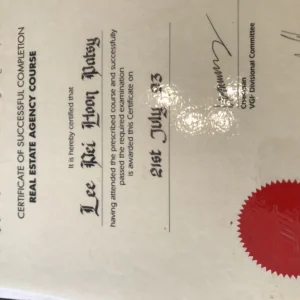 CERTIFICATE OF SUCCESSFUL COMPLETION
REAL ESTATE AGENCY COURSE
It is hereby certified that
Lee Pei Hoon Patsy
having attended the prescribed course and successfully
passed the required examination
is awarded this Certificate on
21st July 93
Chairman
VGP Divisional Committee